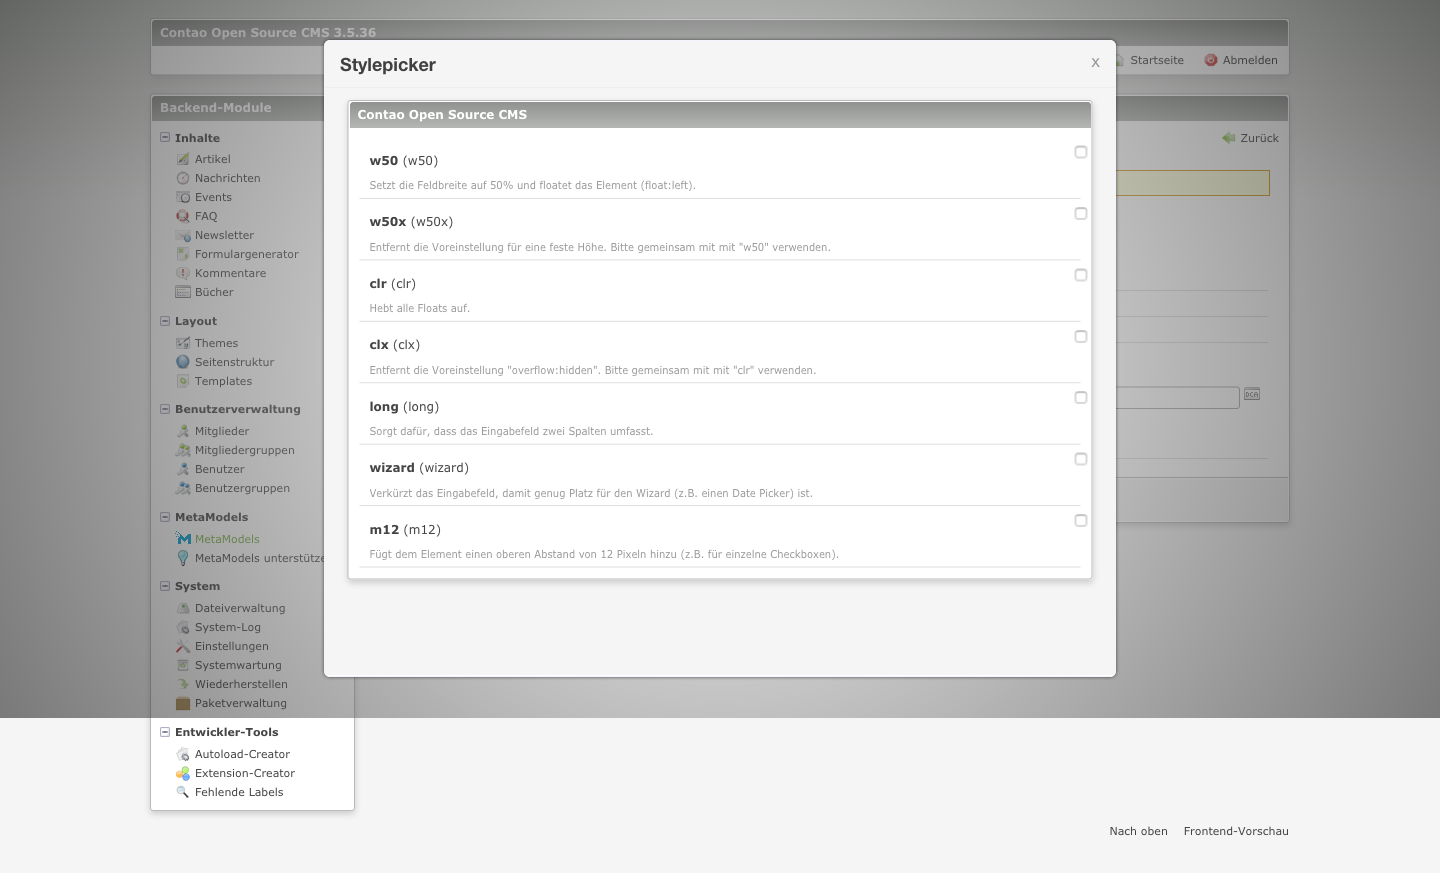 Contao Open Source CMS 3.5.36
Startseite
Abmelden
Stylepicker
X
Contao Open Source CMS
w50 (w50)
Setzt die Feldbreite auf 50% und floatet das Element (float:left).
w50x (w50x)
Entfernt die Voreinstellung für eine feste Höhe. Bitte gemeinsam mit mit "w50" verwenden.
clr (clr)
Hebt alle Floats auf.
clx (clx)
Entfernt die Voreinstellung "overflow:hidden". Bitte gemeinsam mit mit "clr" verwenden.
long (long)
Sorgt dafür, dass das Eingabefeld zwei Spalten umfasst.
wizard (wizard)
Verkürzt das Eingabefeld, damit genug Platz für den Wizard (z.B. einen Date Picker) ist.
m12 (m12)
Fügt dem Element einen oberen Abstand von 12 Pixeln hinzu (z.B. für einzelne Checkboxen).
Backend-Module
Inhalte
Artikel
Nachrichten
Events
FAQ
Newsletter
Formulargenerator
Kommentare
Bücher
Layout
Themes
Seitenstruktur
Templates
Benutzerverwaltung
Mitglieder
Mitgliedergruppen
Benutzer
Benutzergruppen
MetaModels
MetaModels
MetaModels unterstütze
System
Dateiverwaltung
System-Log
Einstellungen
Systemwartung
Wiederherstellen
Paketverwaltung
Entwickler-Tools
Autoload-Creator
Extension-Creator
Fehlende Labels
Zurück
DCA
Nach oben
Frontend-Vorschau